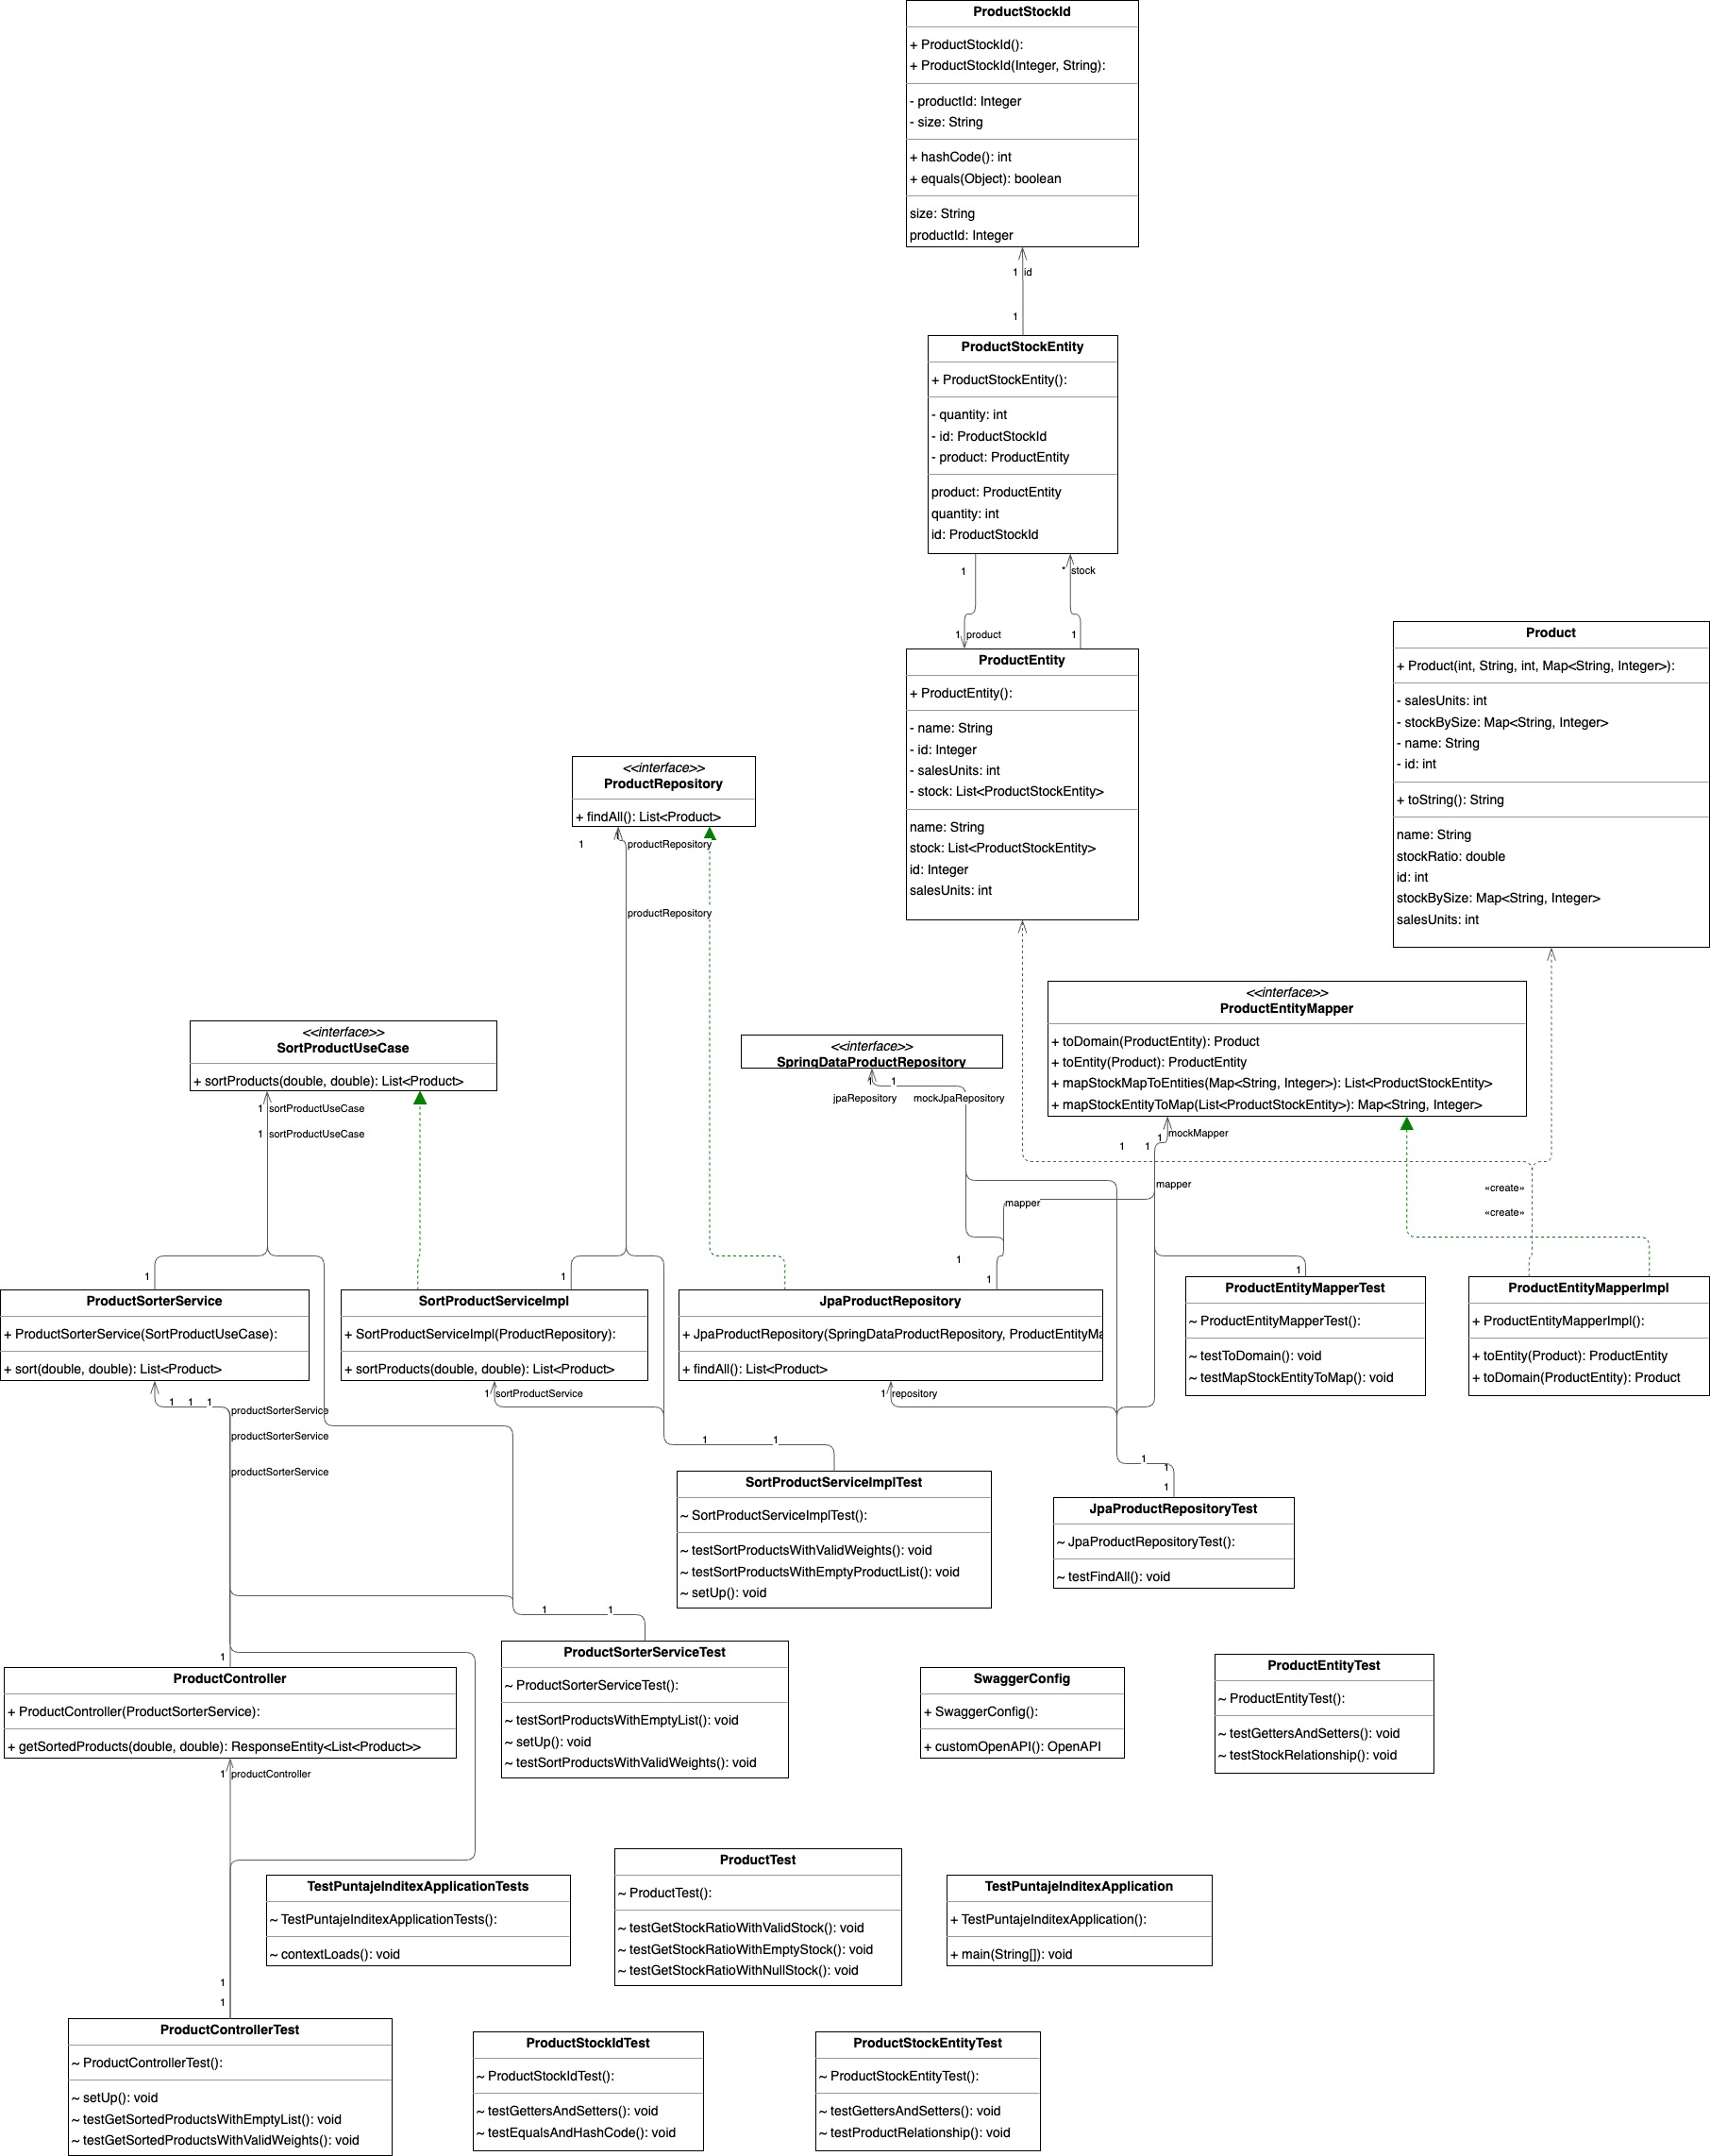 ProductStockId
+ ProductStockId():
+ ProductStockId(Integer, String):
- productId: Integer
- size: String
+ hashCode(): int
+ equals(Object): boolean
size: String
productId: Integer
1 id
1
ProductStockEntity
+ ProductStockEntity():
- quantity: int
- id: ProductStockId
- product: ProductEntity
product: ProductEntity
quantity: int
id: ProductStockId
1
* stock
1 product
1
ProductEntity
+ ProductEntity():
- name: String
- id: Integer
- salesUnits: int
- stock: List<ProductStockEntity>
name: String
stock: List<ProductStockEntity>
id: Integer
salesUnits: int
Product
+ Product(int, String, int, Map<String, Integer>):
- salesUnits: int
- stockBySize: Map<String, Integer>
- name: String
- id: int
+ toString(): String
name: String
stockRatio: double
id: int
stockBySize: Map<String, Integer>
salesUnits: int
<<interface>>
ProductRepository
+ findAll(): List<Product>
1
1
productRepository
productRepository
<<interface>>
ProductEntityMapper
+ toDomain(ProductEntity): Product
+ toEntity(Product): ProductEntity
+ mapStockMapToEntities(Map<String, Integer>): List<ProductStockEntity>
+ mapStockEntityToMap(List<ProductStockEntity>): Map<String, Integer>
<<interface>>
SortProductUseCase
+ sortProducts(double, double): List<Product>
1 sortProductUseCase
1 sortProductUseCase
<<interface>>
SpringDataProductRepository
1
1
jpaRepository
mockJpaRepository
1
1
1
mockMapper
mapper
mapper
«create»
«create»
1
1
1
1
1
ProductSorterService
+ ProductSorterService(SortProductUseCase):
+ sort(double, double): List<Product>
SortProductServiceImpl
+ SortProductServiceImpl(ProductRepository):
+ sortProducts(double, double): List<Product>
JpaProductRepository
+ JpaProductRepository(SpringDataProductRepository, ProductEntityMa
+ findAll(): List<Product>
ProductEntityMapperTest
~ ProductEntityMapperTest():
~ testToDomain(): void
~ testMapStockEntityToMap(): void
ProductEntityMapperImpl
+ ProductEntityMapperImpl():
+ toEntity(Product): ProductEntity
+ toDomain(ProductEntity): Product
1 1 1
productSorterService
productSorterService
productSorterService
1 sortProductService
1 repository
1
1
1
1
1
SortProductServiceImplTest
~ SortProductServiceImplTest():
~ testSortProductsWithValidWeights(): void
~ testSortProductsWithEmptyProductList(): void
~ setUp(): void
JpaProductRepositoryTest
~ JpaProductRepositoryTest():
~ testFindAll(): void
1
1
1
ProductSorterServiceTest
~ ProductSorterServiceTest():
~ testSortProductsWithEmptyList(): void
~ setUp(): void
~ testSortProductsWithValidWeights(): void
ProductController
+ ProductController(ProductSorterService):
+ getSortedProducts(double, double): ResponseEntity<List<Product>>
SwaggerConfig
+ SwaggerConfig():
+ customOpenAPI(): OpenAPI
ProductEntityTest
~ ProductEntityTest():
~ testGettersAndSetters(): void
~ testStockRelationship(): void
1 productController
TestPuntajeInditexApplicationTests
~ TestPuntajeInditexApplicationTests():
~ contextLoads(): void
ProductTest
~ ProductTest():
~ testGetStockRatioWithValidStock(): void
~ testGetStockRatioWithEmptyStock(): void
~ testGetStockRatioWithNullStock(): void
TestPuntajeInditexApplication
+ TestPuntajeInditexApplication():
+ main(String[]): void
1
1
ProductControllerTest
~ ProductControllerTest():
~ setUp(): void
~ testGetSortedProductsWithEmptyList(): void
~ testGetSortedProductsWithValidWeights(): void
ProductStockIdTest
~ ProductStockIdTest():
~ testGettersAndSetters(): void
~ testEqualsAndHashCode(): void
ProductStockEntityTest
~ ProductStockEntityTest():
~ testGettersAndSetters(): void
~ testProductRelationship(): void